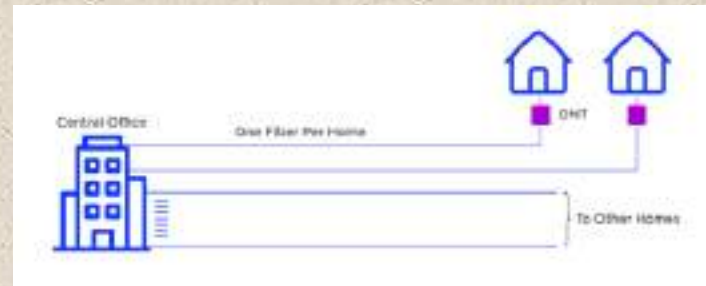 Central Office
One Fiber Per Home
ONT
To Other Homes